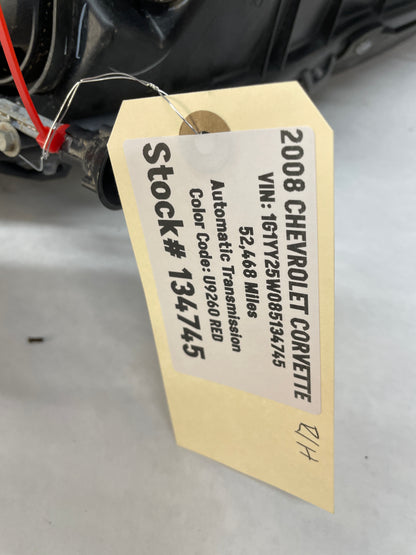 2008 CHEVROLET CORVETTE
VIN: 1G1YY25W085134745
52,468 Miles
Automatic Transmission
Color Code: U9260 RED
Stock# 134745
R/H